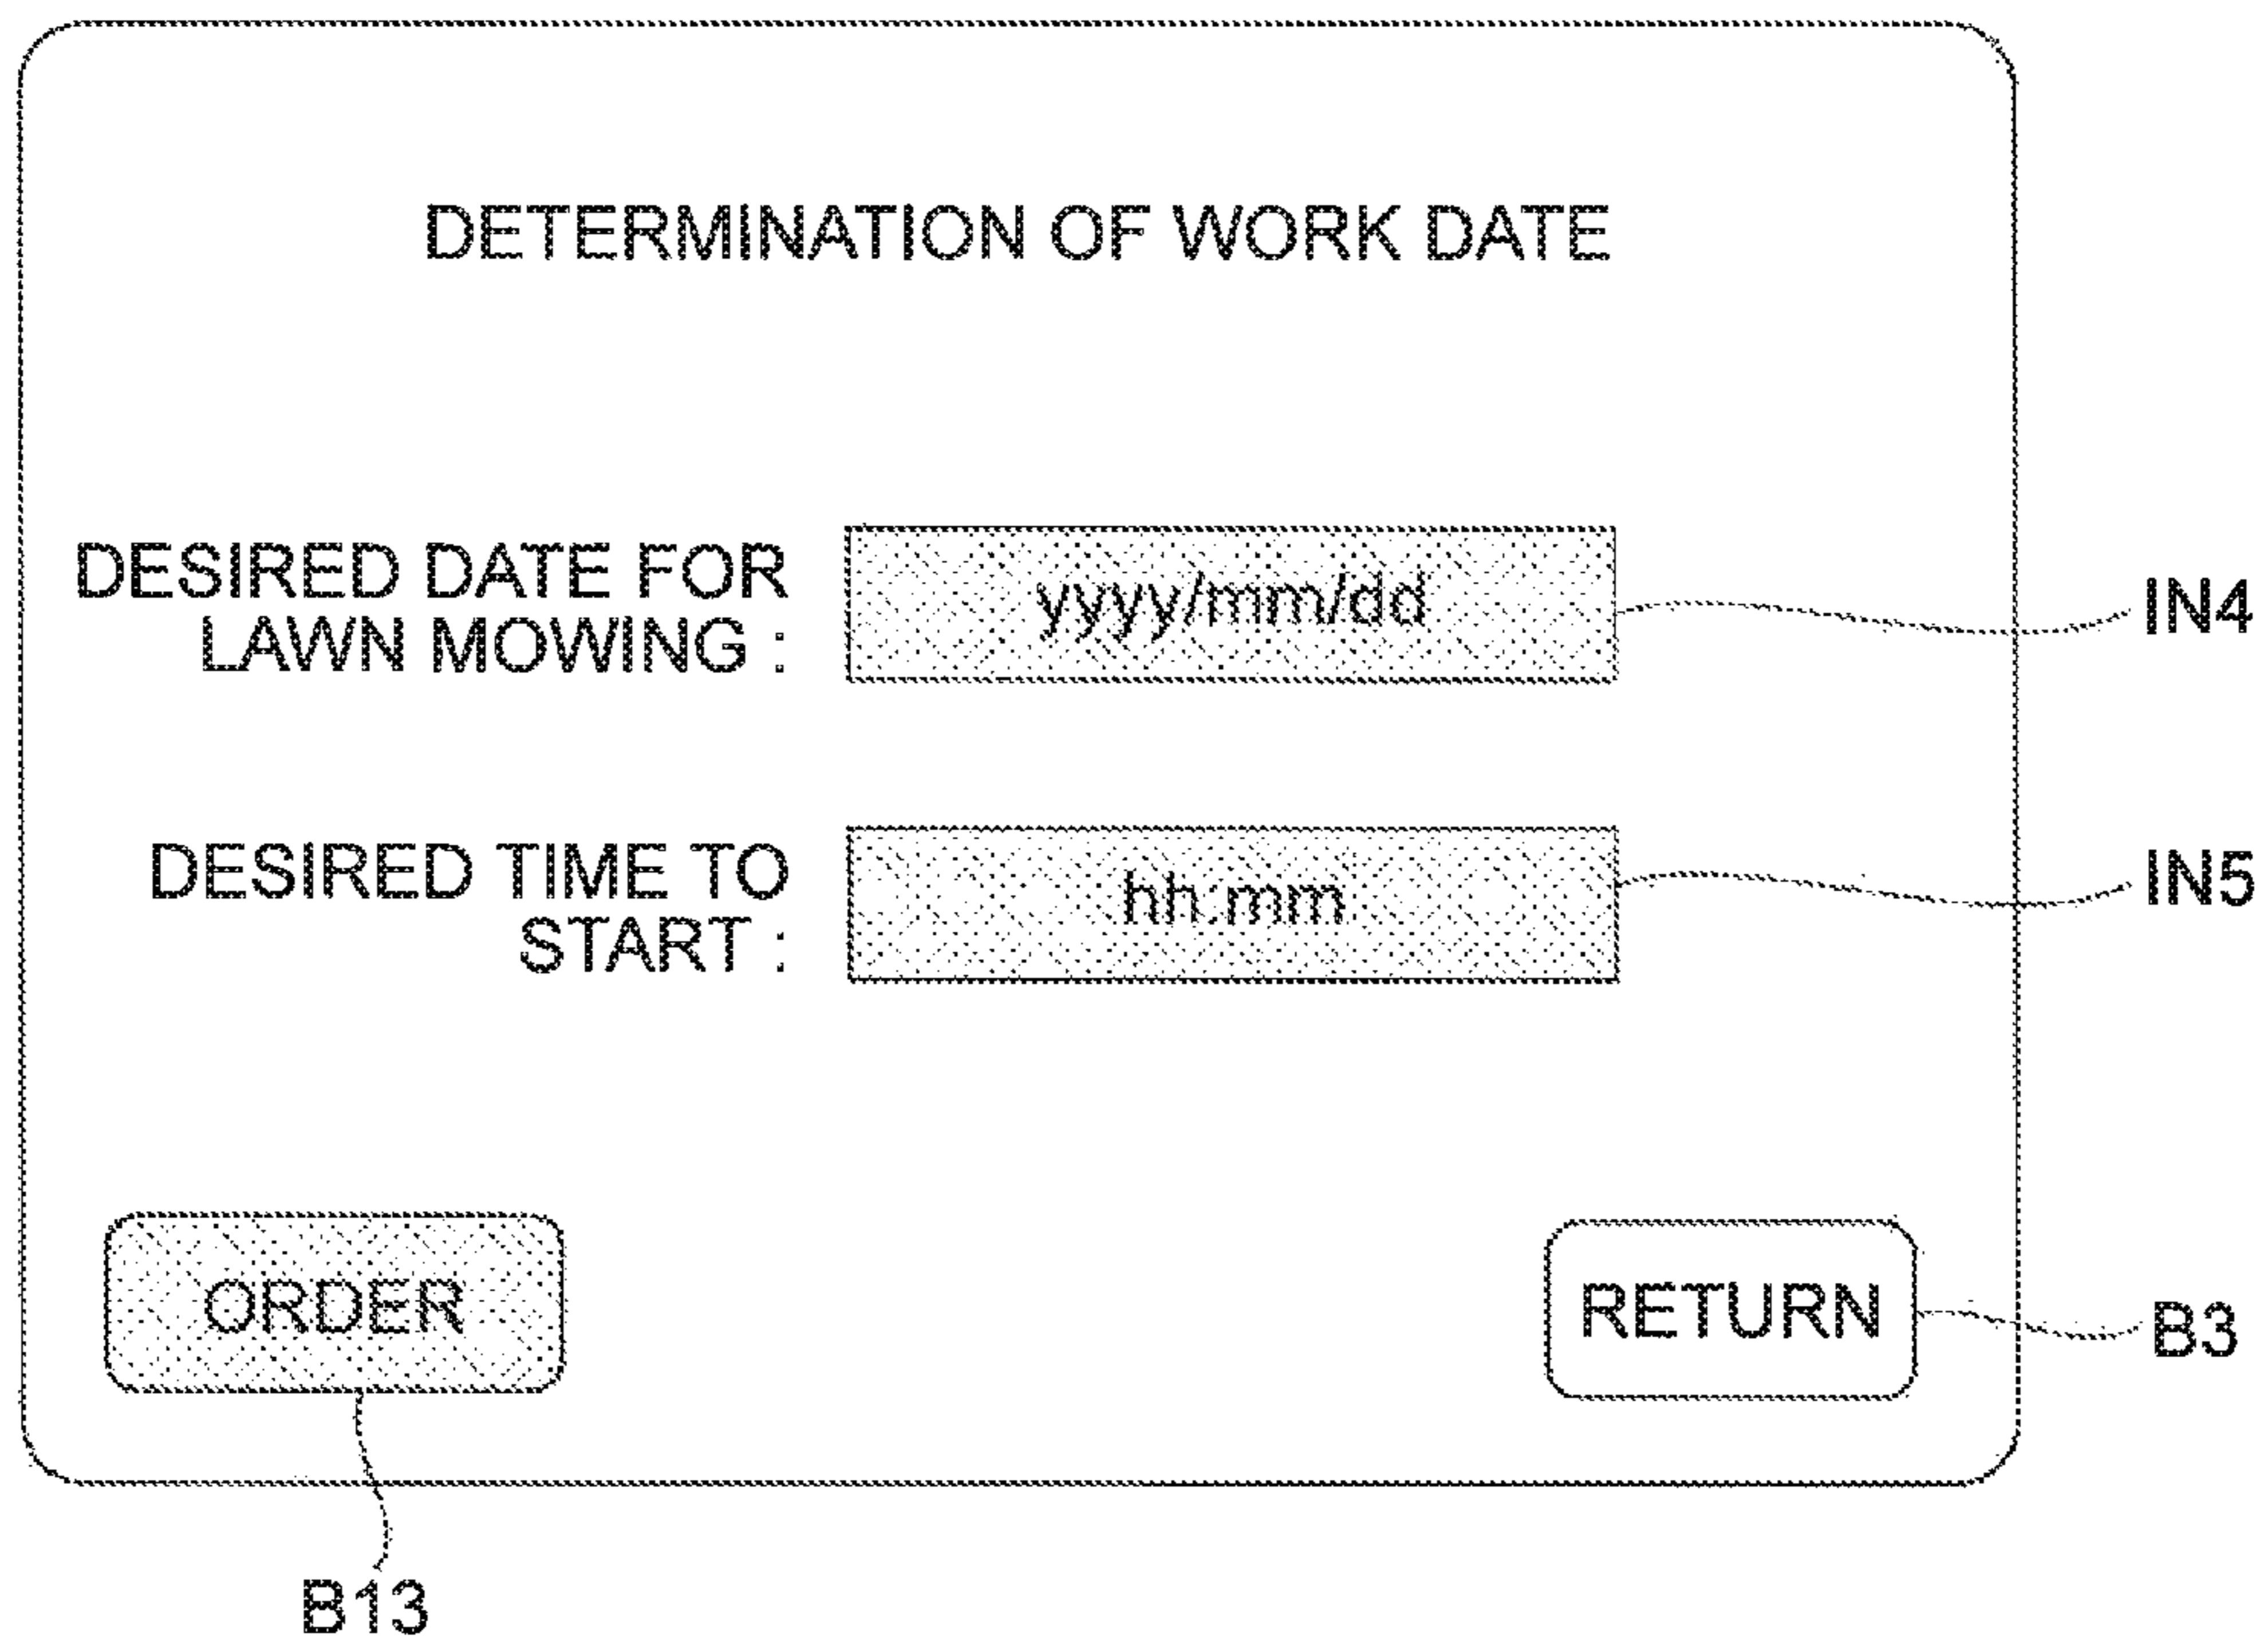 DETERMINATION OF WORK DATE
DESIRED DATE FOR
LAWN MOWING :
yyyy/mm/dd
IN4
DESIRED TIME TO
START :
hh:mm
IN5
ORDER
RETURN
B3
B13